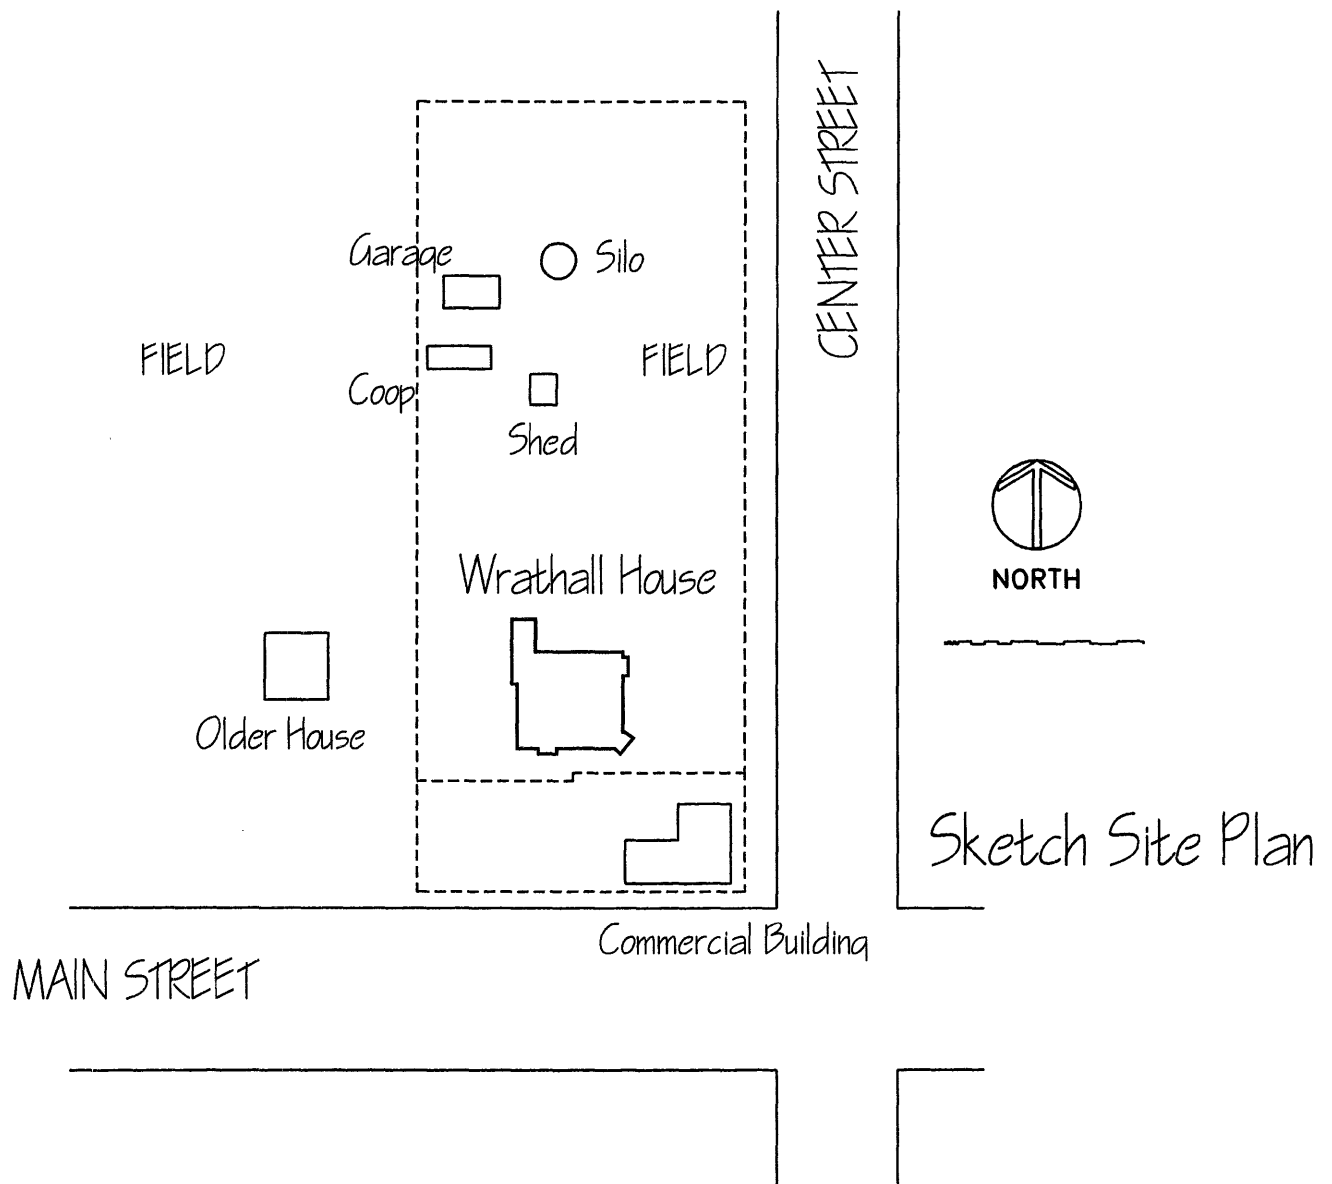 CENTER STREET
Garage
Silo
FIELD
FIELD
Coop
Shed
NORTH
Wrathall House
Older House
Sketch Site Plan
Commercial Building
MAIN STREET